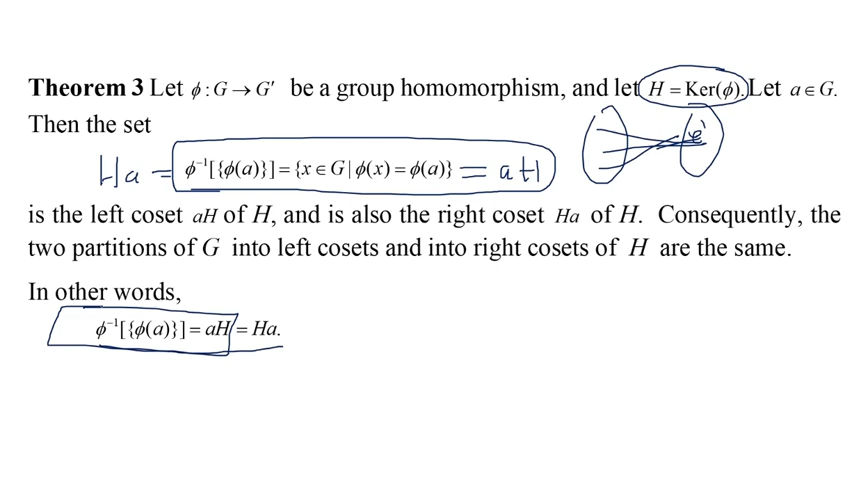 Theorem 3 Let ϕ : G → G′ be a group homomorphism, and let H = Ker(ϕ). Let a ∈ G.
Then the set
Ha = ϕ⁻¹[{ϕ(a)}] = {x ∈ G | ϕ(x) = ϕ(a)} = aH
is the left coset aH of H, and is also the right coset Ha of H. Consequently, the
two partitions of G into left cosets and into right cosets of H are the same.
In other words,
ϕ⁻¹[{ϕ(a)}] = aH = Ha.